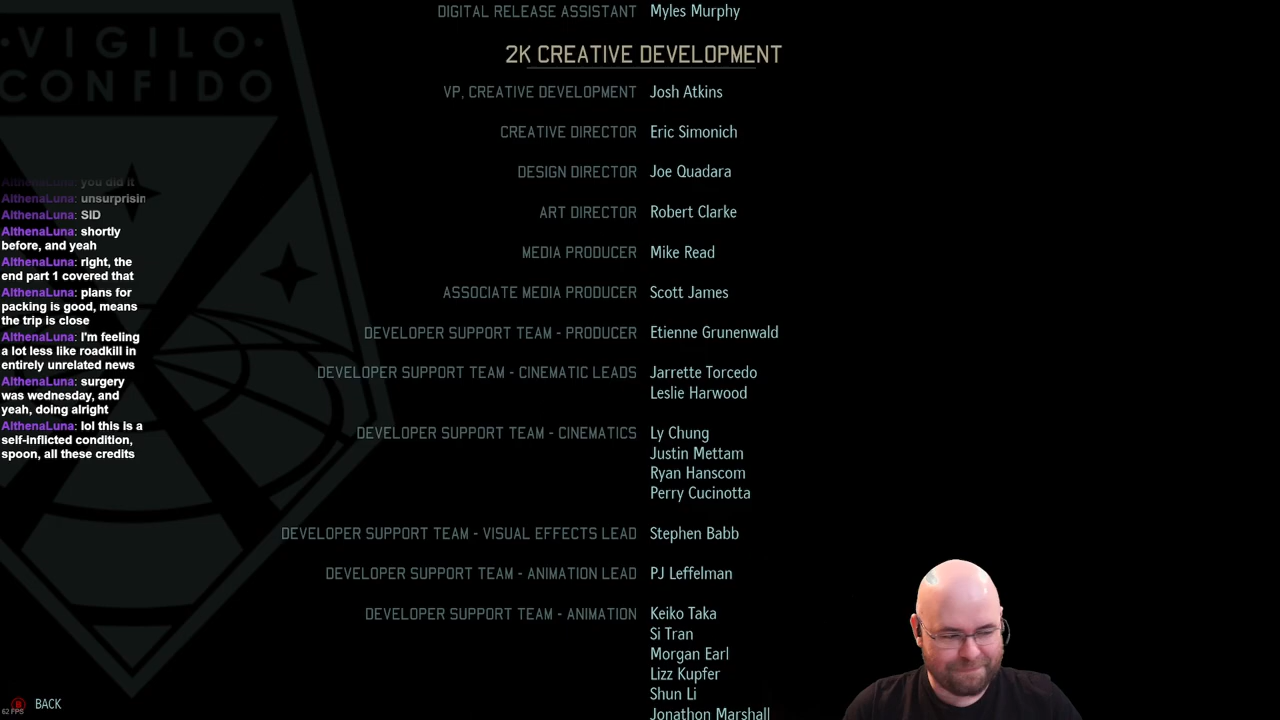 DIGITAL RELEASE ASSISTANT Myles Murphy
2K CREATIVE DEVELOPMENT
VP, CREATIVE DEVELOPMENT Josh Atkins
CREATIVE DIRECTOR Eric Simonich
DESIGN DIRECTOR Joe Quadara
ART DIRECTOR Robert Clarke
MEDIA PRODUCER Mike Read
ASSOCIATE MEDIA PRODUCER Scott James
DEVELOPER SUPPORT TEAM - PRODUCER Etienne Grunenwald
DEVELOPER SUPPORT TEAM - CINEMATIC LEADS Jarrette Torcedo
Leslie Harwood
DEVELOPER SUPPORT TEAM - CINEMATICS Ly Chung
Justin Mettam
Ryan Hanscom
Perry Cucinotta
DEVELOPER SUPPORT TEAM - VISUAL EFFECTS LEAD Stephen Babb
DEVELOPER SUPPORT TEAM - ANIMATION LEAD PJ Leffelman
DEVELOPER SUPPORT TEAM - ANIMATION Keiko Taka
Si Tran
Morgan Earl
Lizz Kupfer
Shun Li
Jonathon Marshall
·VIGILO·
CONFIDO
AlthenaLuna: you did it
AlthenaLuna: unsurprisin
AlthenaLuna: SID
AlthenaLuna: shortly
before, and yeah
AlthenaLuna: right, the
end part 1 covered that
AlthenaLuna: plans for
packing is good, means
the trip is close
AlthenaLuna: I'm feeling
a lot less like roadkill in
entirely unrelated news
AlthenaLuna: surgery
was wednesday, and
yeah, doing alright
AlthenaLuna: lol this is a
self-inflicted condition,
spoon, all these credits
B BACK
62 FPS